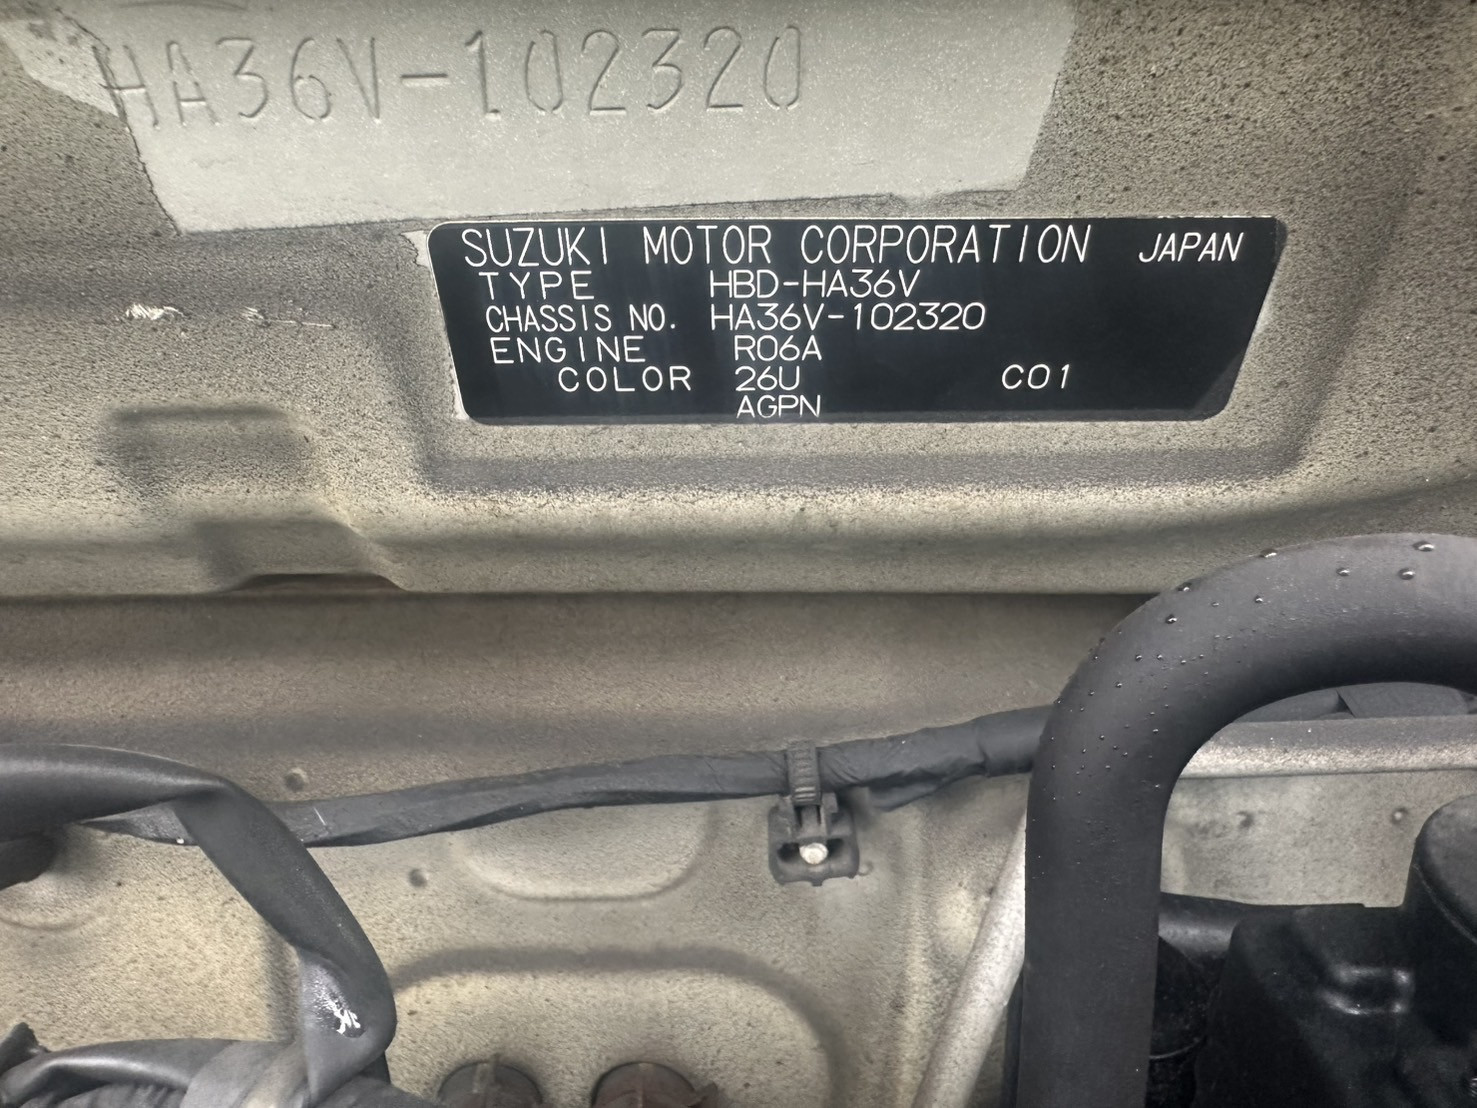 HA36V-102320
SUZUKI MOTOR CORPORATION JAPAN
TYPE HBD-HA36V
CHASSIS NO. HA36V-102320
ENGINE R06A
COLOR 26U C01
AGPN